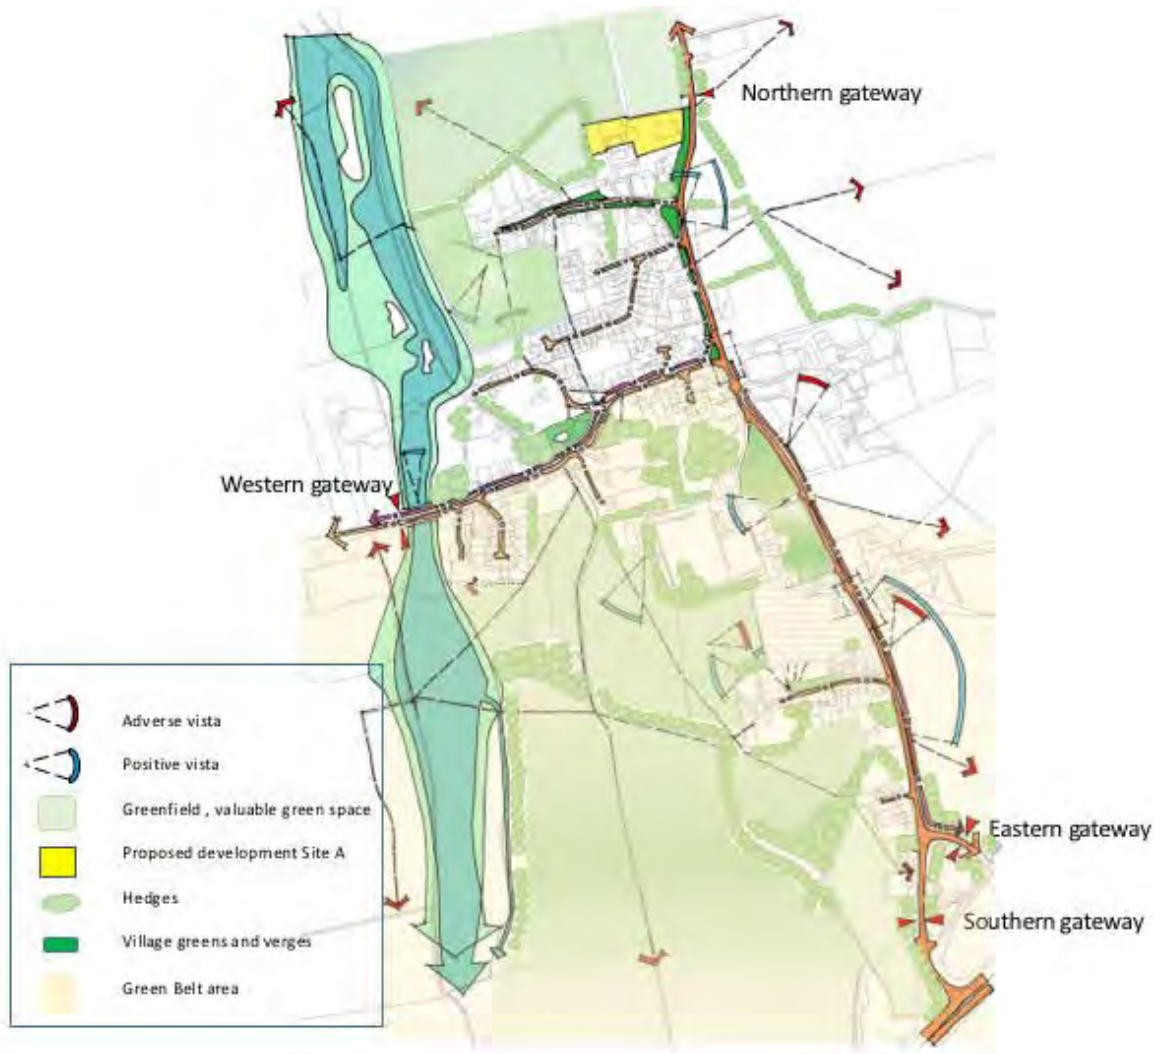 Northern gateway
Western gateway
Adverse vista
Positive vista
Greenfield , valuable green space
Proposed development Site A
Hedges
Village greens and verges
Green Belt area
Eastern gateway
Southern gateway